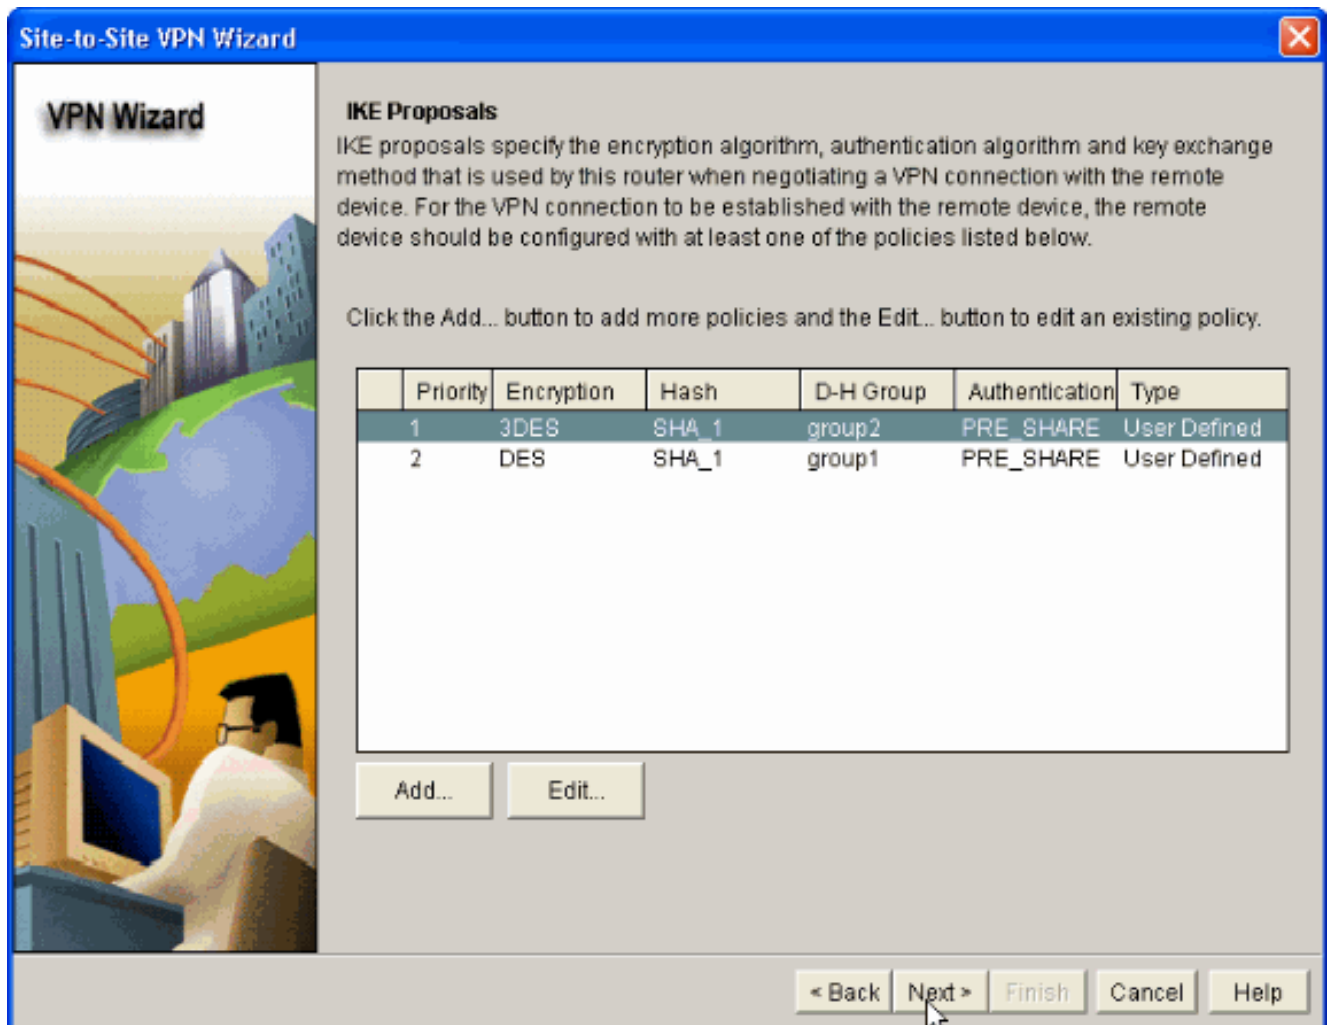 Site-to-Site VPN Wizard
VPN Wizard
IKE Proposals
IKE proposals specify the encryption algorithm, authentication algorithm and key exchange
method that is used by this router when negotiating a VPN connection with the remote
device. For the VPN connection to be established with the remote device, the remote
device should be configured with at least one of the policies listed below.
Click the Add... button to add more policies and the Edit... button to edit an existing policy.
Priority Encryption Hash D-H Group Authentication Type
1 3DES SHA_1 group2 PRE_SHARE User Defined
2 DES SHA_1 group1 PRE_SHARE User Defined
Add... Edit...
< Back Next > Finish Cancel Help